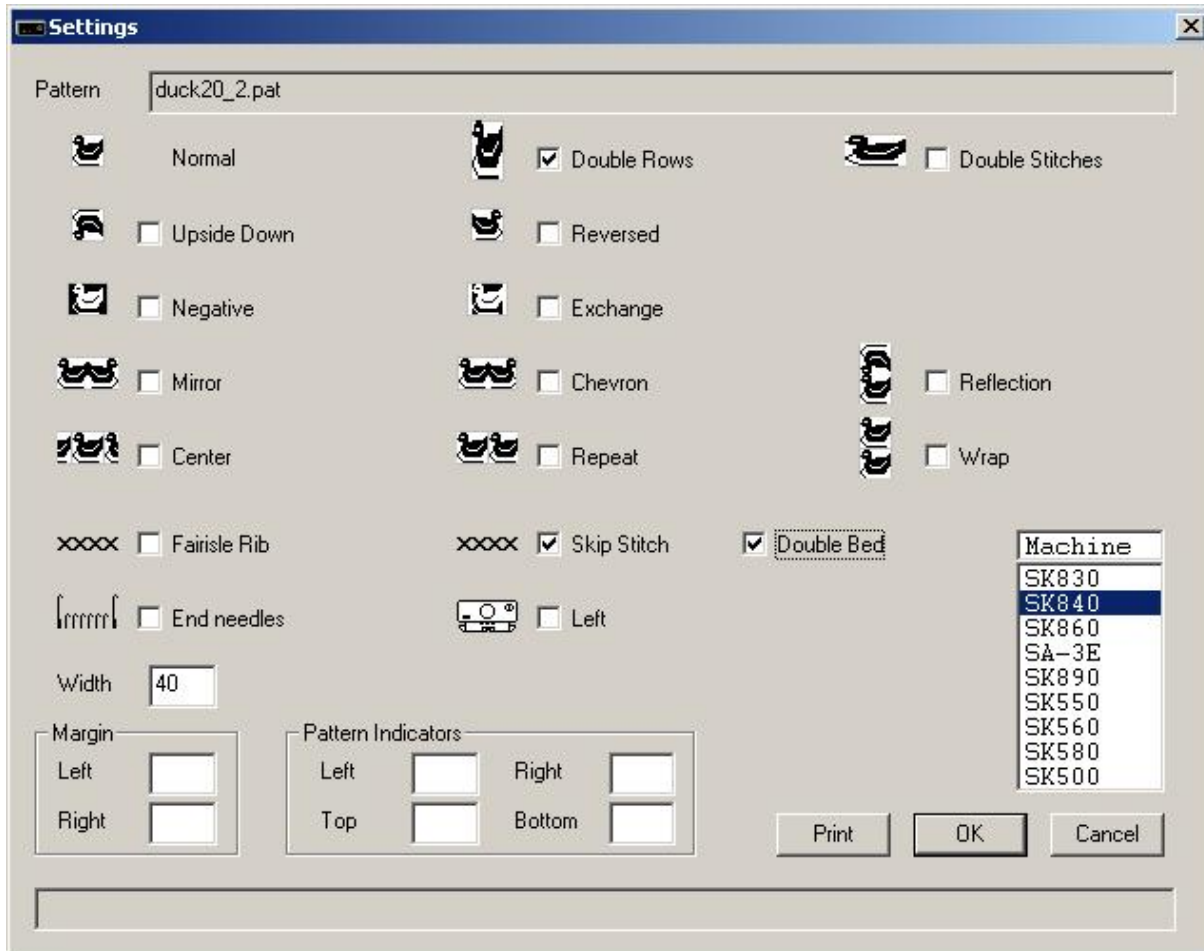 Settings
Pattern duck20_2.pat
Normal Double Rows Double Stitches
Upside Down Reversed
Negative Exchange
Mirror Chevron Reflection
Center Repeat Wrap
XXXX Fairisle Rib XXXX Skip Stitch Double Bed Machine
SK830
SK840
End needles Left SK860
SA-3E
Width 40 SK890
SK550
Margin Pattern Indicators SK560
Left Left Right SK580
SK500
Right Top Bottom Print OK Cancel